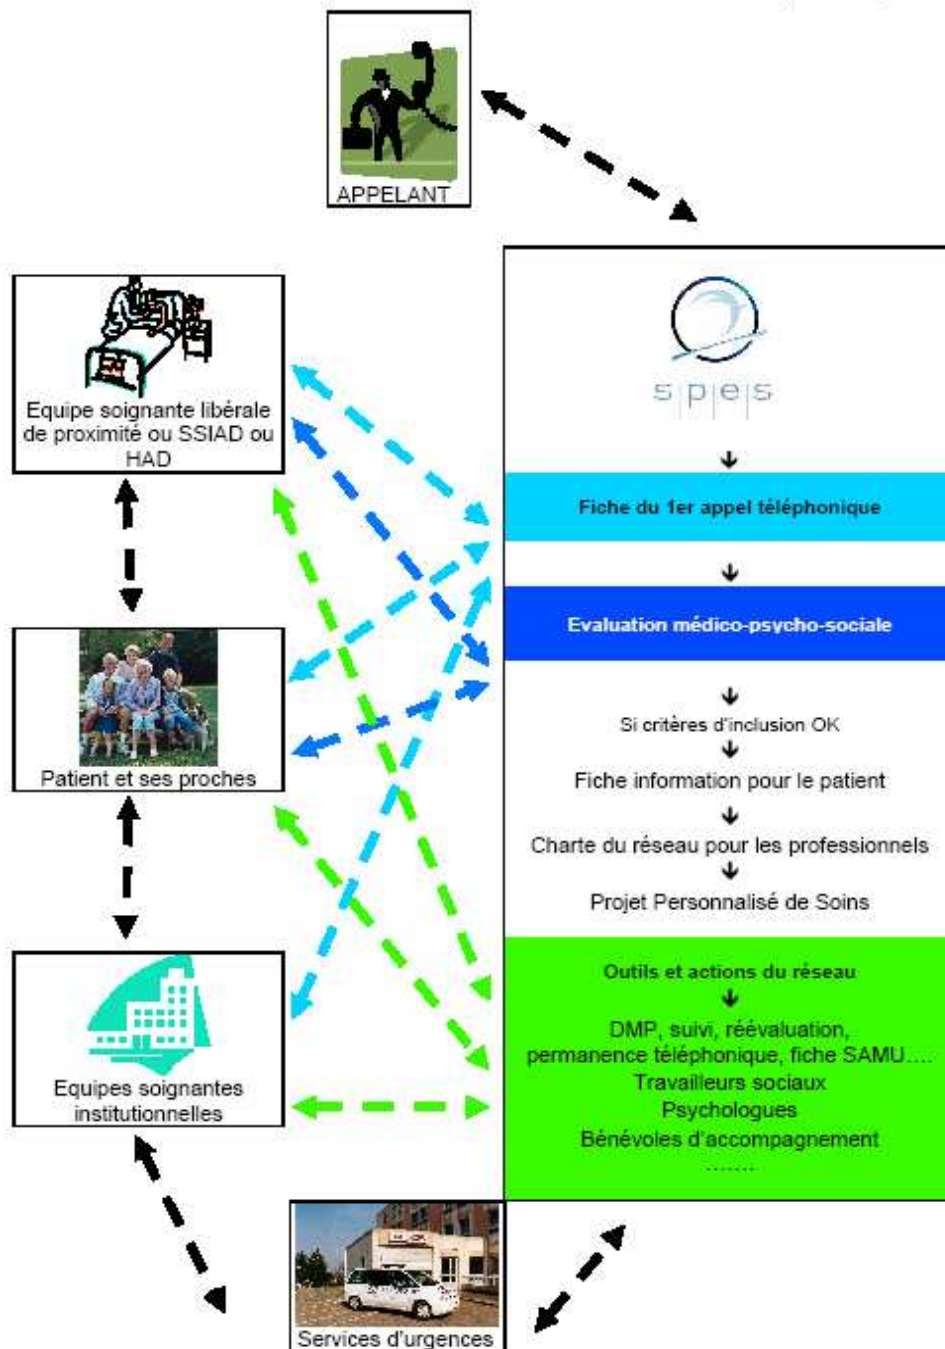 APPELANT
s|p|e|s
Equipe soignante libérale
de proximité ou SSIAD ou
HAD
Fiche du 1er appel téléphonique
Evaluation médico-psycho-sociale
Si critères d'inclusion OK
Patient et ses proches
Fiche information pour le patient
Charte du réseau pour les professionnels
Projet Personnalisé de Soins
Outils et actions du réseau
DMP, suivi, réévaluation,
permanence téléphonique, fiche SAMU….
Travailleurs sociaux
Psychologues
Bénévoles d'accompagnement
…….
Equipes soignantes
institutionnelles
Services d'urgences